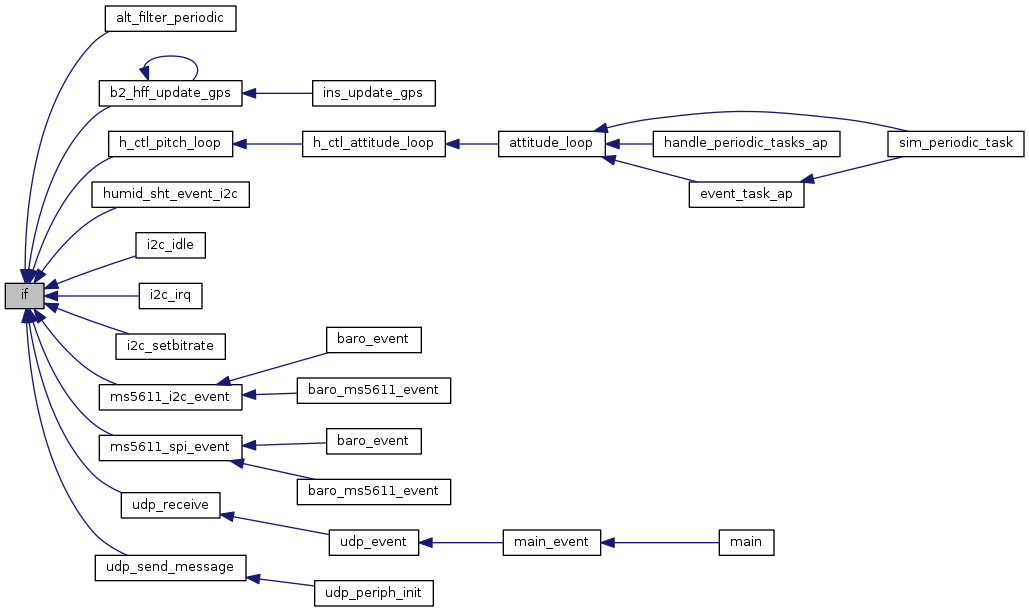 alt_filter_periodic
b2_hff_update_gps
ins_update_gps
h_ctl_pitch_loop
h_ctl_attitude_loop
attitude_loop
handle_periodic_tasks_ap
sim_periodic_task
humid_sht_event_i2c
event_task_ap
i2c_idle
if
i2c_irq
i2c_setbitrate
baro_event
ms5611_i2c_event
baro_ms5611_event
ms5611_spi_event
baro_event
baro_ms5611_event
udp_receive
udp_event
main_event
main
udp_send_message
udp_periph_init